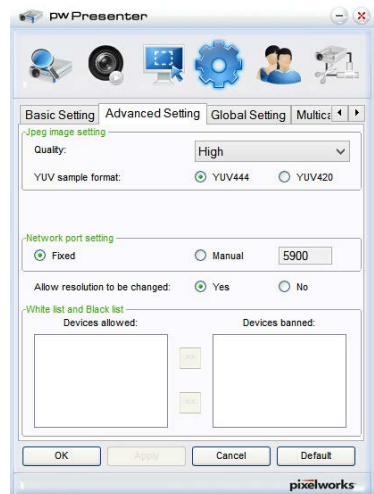 pwPresenter
Basic Setting Advanced Setting Global Setting Multica
Jpeg image setting
Quality: High
YUV sample format: YUV444 YUV420
Network port setting
Fixed Manual 5900
Allow resolution to be changed: Yes No
White list and Black list
Devices allowed: Devices banned:
>>
<<
OK Apply Cancel Default
pixelworks